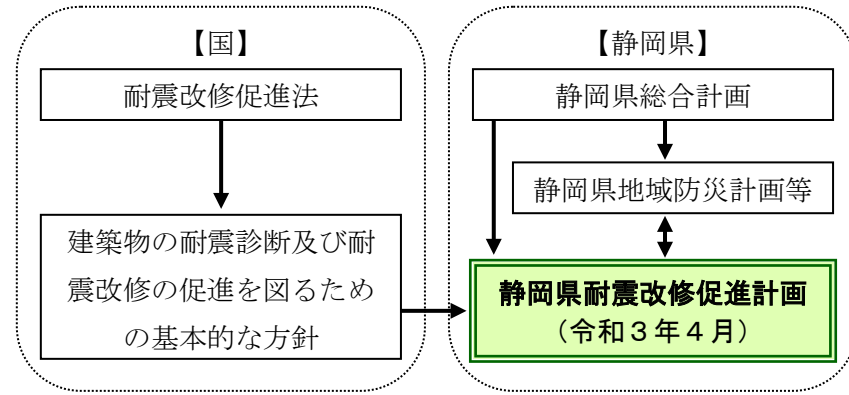 【国】
耐震改修促進法
建築物の耐震診断及び耐
震改修の促進を図るため
の基本的な方針
【静岡県】
静岡県総合計画
静岡県地域防災計画等
静岡県耐震改修促進計画
（令和３年４月）